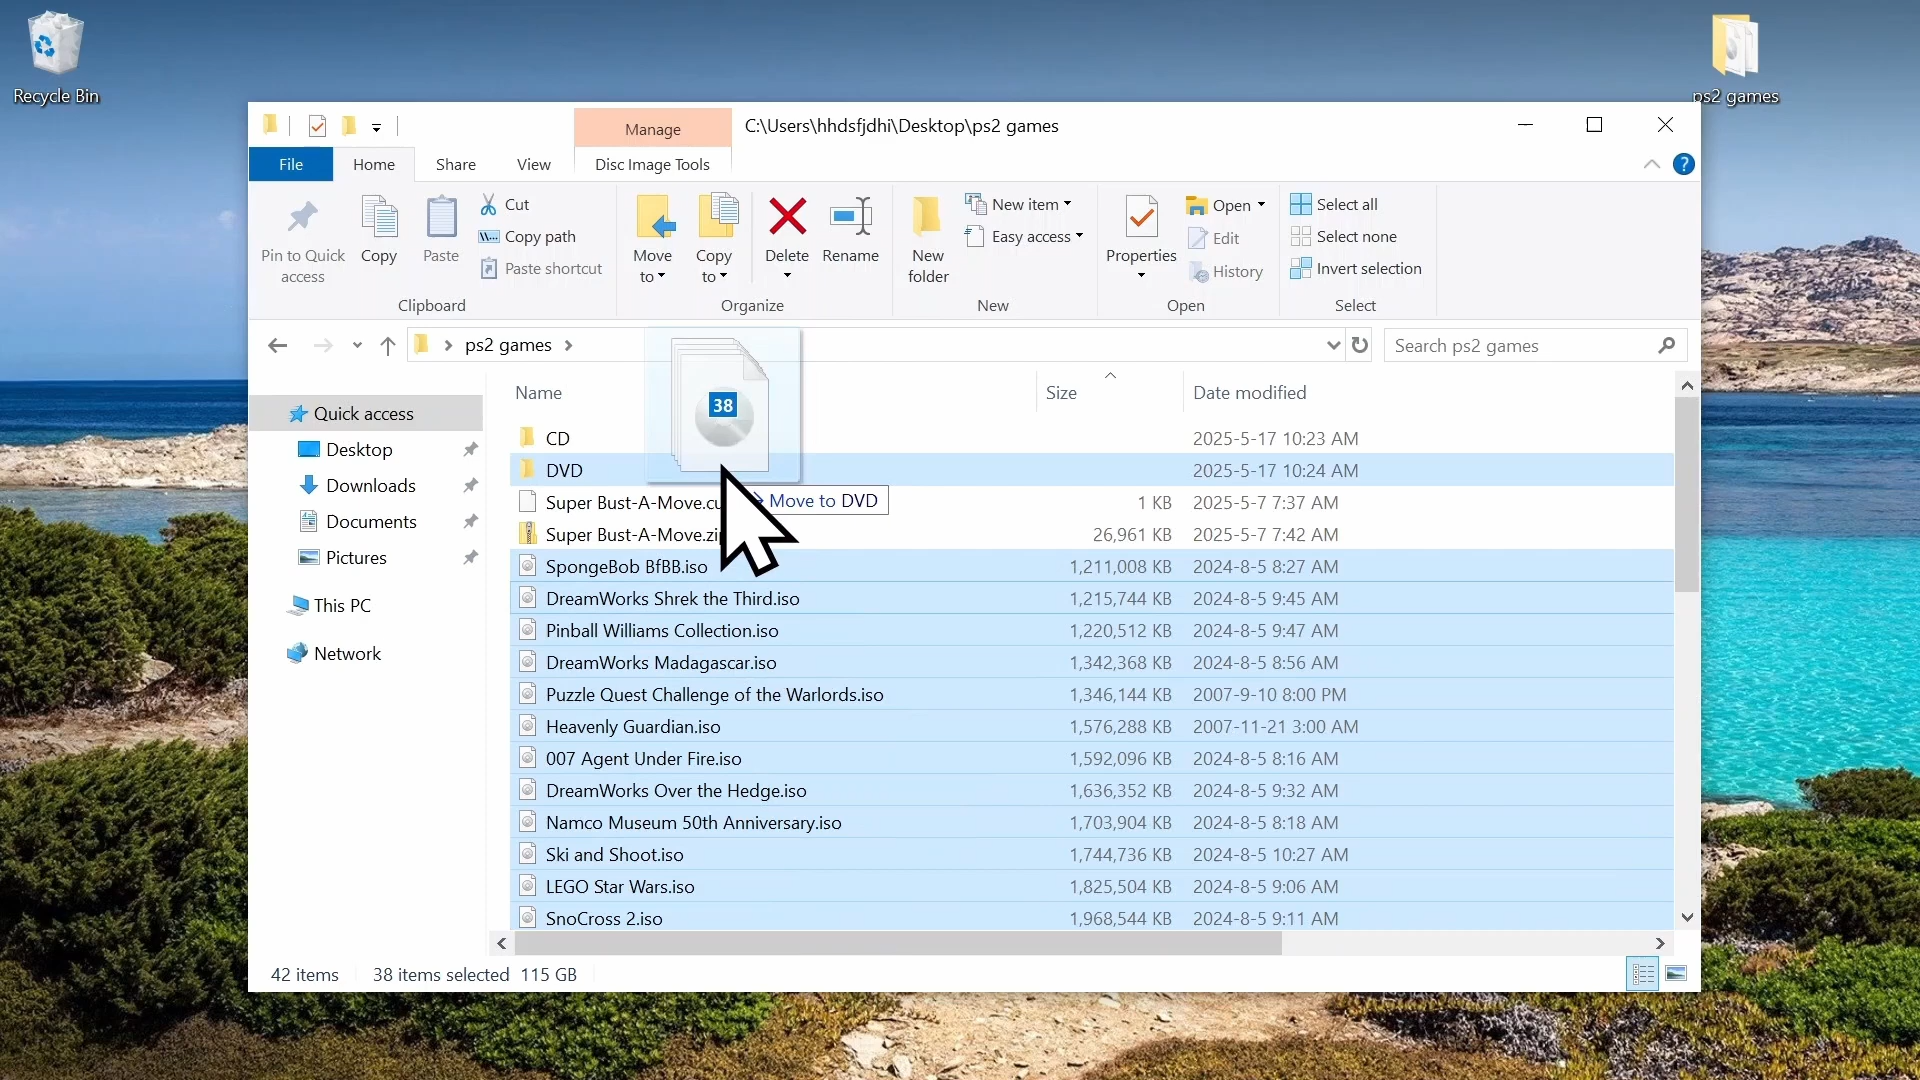 Recycle Bin
ps2 games
Manage
C:\Users\hhdsfjdhi\Desktop\ps2 games
File
Home
Share
View
Disc Image Tools
Pin to Quick access
Copy
Paste
Cut
Copy path
Paste shortcut
Clipboard
Move to
Copy to
Delete
Rename
Organize
New folder
New item
Easy access
New
Properties
Open
Edit
History
Open
Select all
Select none
Invert selection
Select
ps2 games
Search ps2 games
Quick access
Desktop
Downloads
Documents
Pictures
This PC
Network
Name Size Date modified
CD 2025-5-17 10:23 AM
DVD 2025-5-17 10:24 AM
Super Bust-A-Move.cu 1 KB 2025-5-7 7:37 AM
Super Bust-A-Move.zi 26,961 KB 2025-5-7 7:42 AM
SpongeBob BfBB.iso 1,211,008 KB 2024-8-5 8:27 AM
DreamWorks Shrek the Third.iso 1,215,744 KB 2024-8-5 9:45 AM
Pinball Williams Collection.iso 1,220,512 KB 2024-8-5 9:47 AM
DreamWorks Madagascar.iso 1,342,368 KB 2024-8-5 8:56 AM
Puzzle Quest Challenge of the Warlords.iso 1,346,144 KB 2007-9-10 8:00 PM
Heavenly Guardian.iso 1,576,288 KB 2007-11-21 3:00 AM
007 Agent Under Fire.iso 1,592,096 KB 2024-8-5 8:16 AM
DreamWorks Over the Hedge.iso 1,636,352 KB 2024-8-5 9:32 AM
Namco Museum 50th Anniversary.iso 1,703,904 KB 2024-8-5 8:18 AM
Ski and Shoot.iso 1,744,736 KB 2024-8-5 10:27 AM
LEGO Star Wars.iso 1,825,504 KB 2024-8-5 9:06 AM
SnoCross 2.iso 1,968,544 KB 2024-8-5 9:11 AM
38
Move to DVD
42 items 38 items selected 115 GB